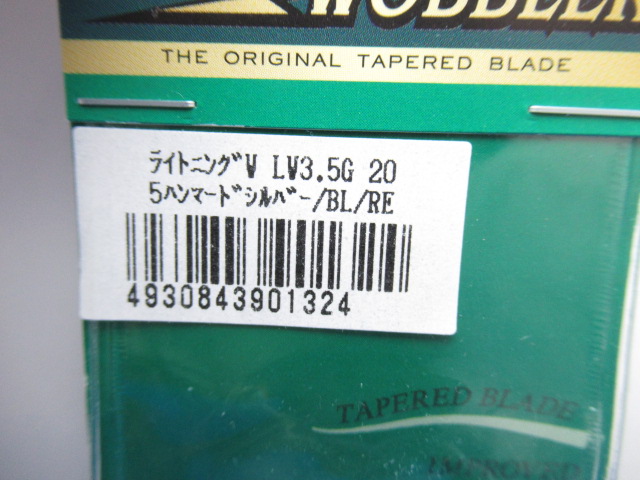 WOBBLER
THE ORIGINAL TAPERED BLADE
ﾗｲﾄﾆﾝｸﾞV LV3.5G 20
5ﾊﾝﾏｰﾄﾞｼﾙﾊﾞｰ/BL/RE
4930843901324
TAPERED BLADE
IMPROVED